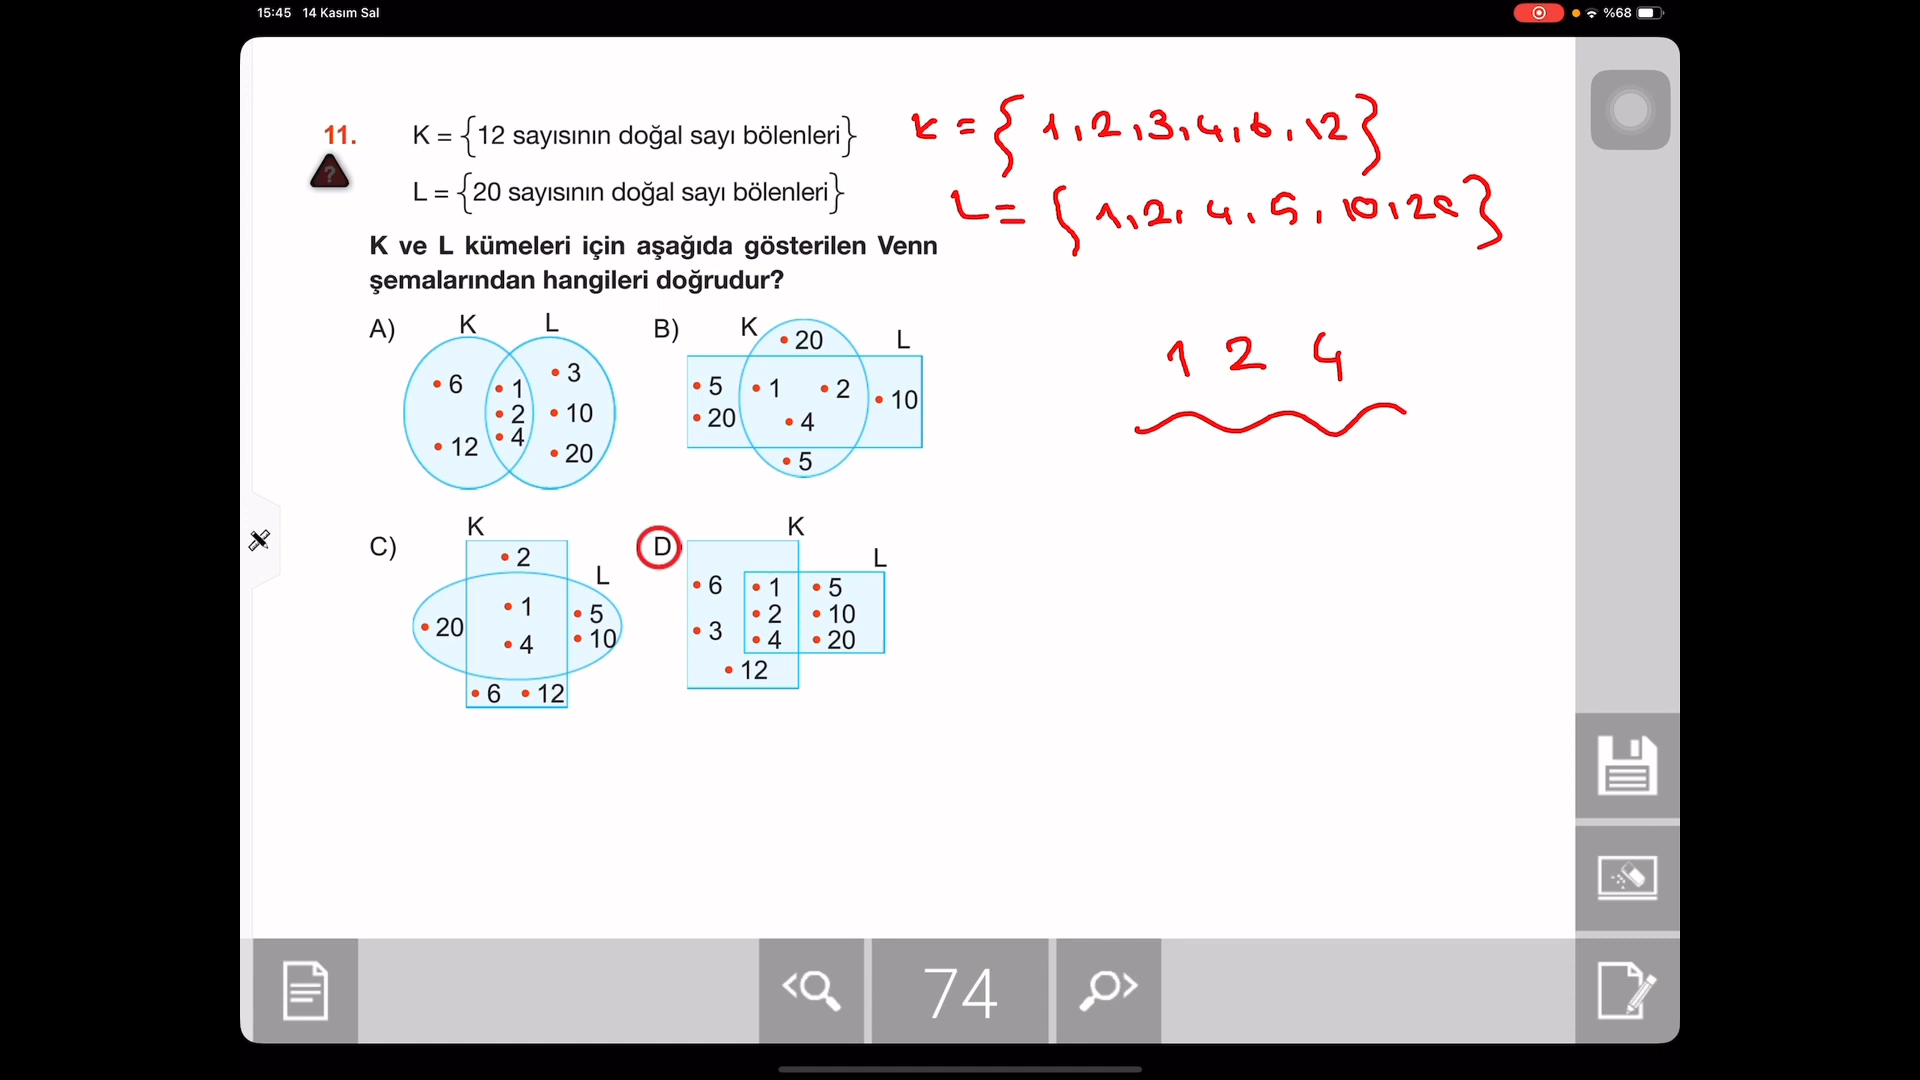 15:45 14 Kasım Sal
%68
11. K = {12 sayısının doğal sayı bölenleri}
L = {20 sayısının doğal sayı bölenleri}
K = {1, 2, 3, 4, 6, 12}
L = {1, 2, 4, 5, 10, 20}
K ve L kümeleri için aşağıda gösterilen Venn
şemalarından hangileri doğrudur?
1 2 4
A) K L
6 1 3
2 10
12 4 20
B) K L
20
5 1 2 10
20 4
5
C) K L
2
20 1 5
4 10
6 12
D K L
6 1 5
3 2 10
4 20
12
?
74